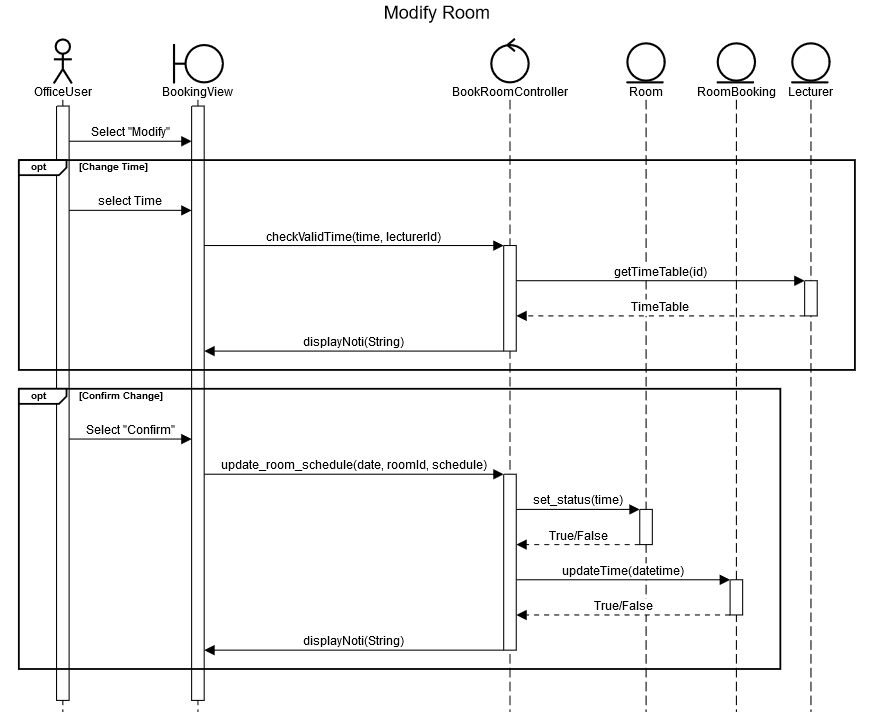 Modify Room
OfficeUser
BookingView
BookRoomController
Room
RoomBooking
Lecturer
Select "Modify"
opt
[Change Time]
select Time
checkValidTime(time, lecturerId)
getTimeTable(id)
TimeTable
displayNoti(String)
opt
[Confirm Change]
Select "Confirm"
update_room_schedule(date, roomId, schedule)
set_status(time)
True/False
updateTime(datetime)
True/False
displayNoti(String)